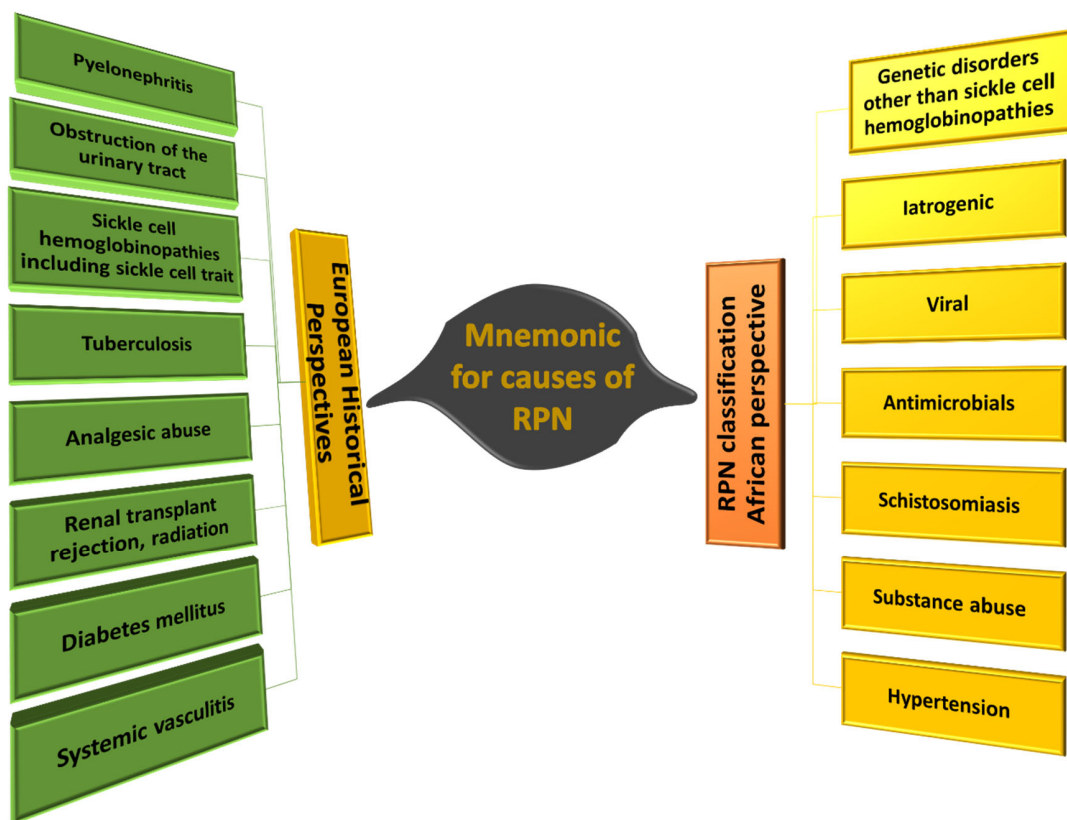 Pyelonephritis
Obstruction of the
urinary tract
Sickle cell
hemoglobinopathies
including sickle cell trait
Tuberculosis
Analgesic abuse
Renal transplant
rejection, radiation
Diabetes mellitus
Systemic vasculitis
European Historical
Perspectives
Mnemonic
for causes of
RPN
RPN classification
African perspective
Genetic disorders
other than sickle cell
hemoglobinopathies
Iatrogenic
Viral
Antimicrobials
Schistosomiasis
Substance abuse
Hypertension